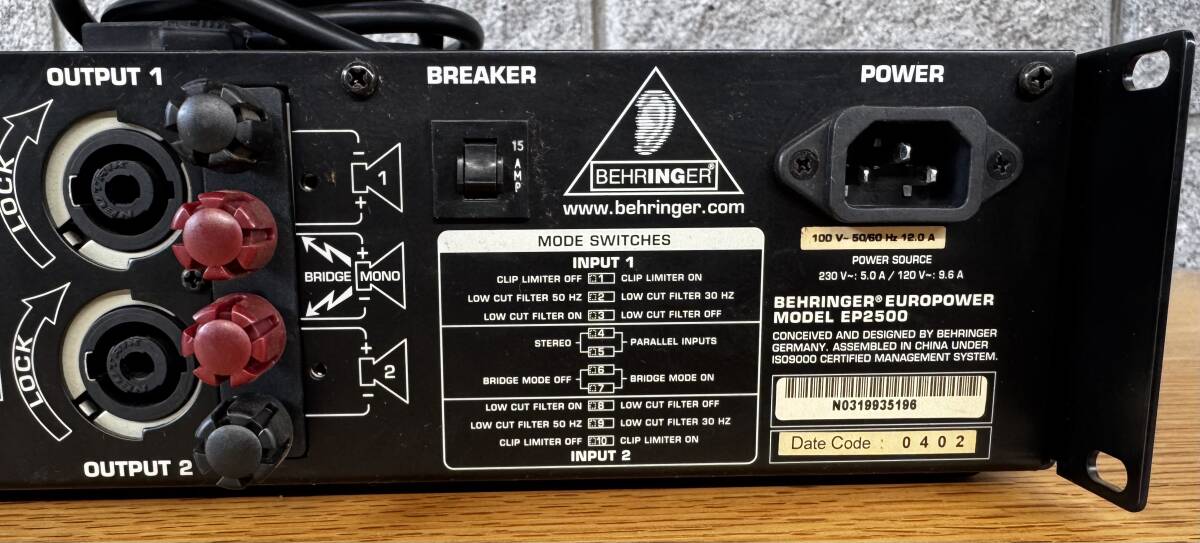 OUTPUT 1
BREAKER
POWER
LOCK
15 AMP
BEHRINGER®
www.behringer.com
- 1 +
+ BRIDGE MONO -
+ 2 -
LOCK
OUTPUT 2
MODE SWITCHES
INPUT 1
CLIP LIMITER OFF 1 CLIP LIMITER ON
LOW CUT FILTER 50 HZ 2 LOW CUT FILTER 30 HZ
LOW CUT FILTER ON 3 LOW CUT FILTER OFF
4
STEREO PARALLEL INPUTS
5
6
BRIDGE MODE OFF BRIDGE MODE ON
7
LOW CUT FILTER ON 8 LOW CUT FILTER OFF
LOW CUT FILTER 50 HZ 9 LOW CUT FILTER 30 HZ
CLIP LIMITER OFF 10 CLIP LIMITER ON
INPUT 2
100 V~ 50/60 Hz 12.0 A
POWER SOURCE
230 V~: 5.0 A / 120 V~: 9.6 A
BEHRINGER® EUROPOWER
MODEL EP2500
CONCEIVED AND DESIGNED BY BEHRINGER
GERMANY. ASSEMBLED IN CHINA UNDER
ISO9000 CERTIFIED MANAGEMENT SYSTEM.
N0319935196
Date Code : 0402